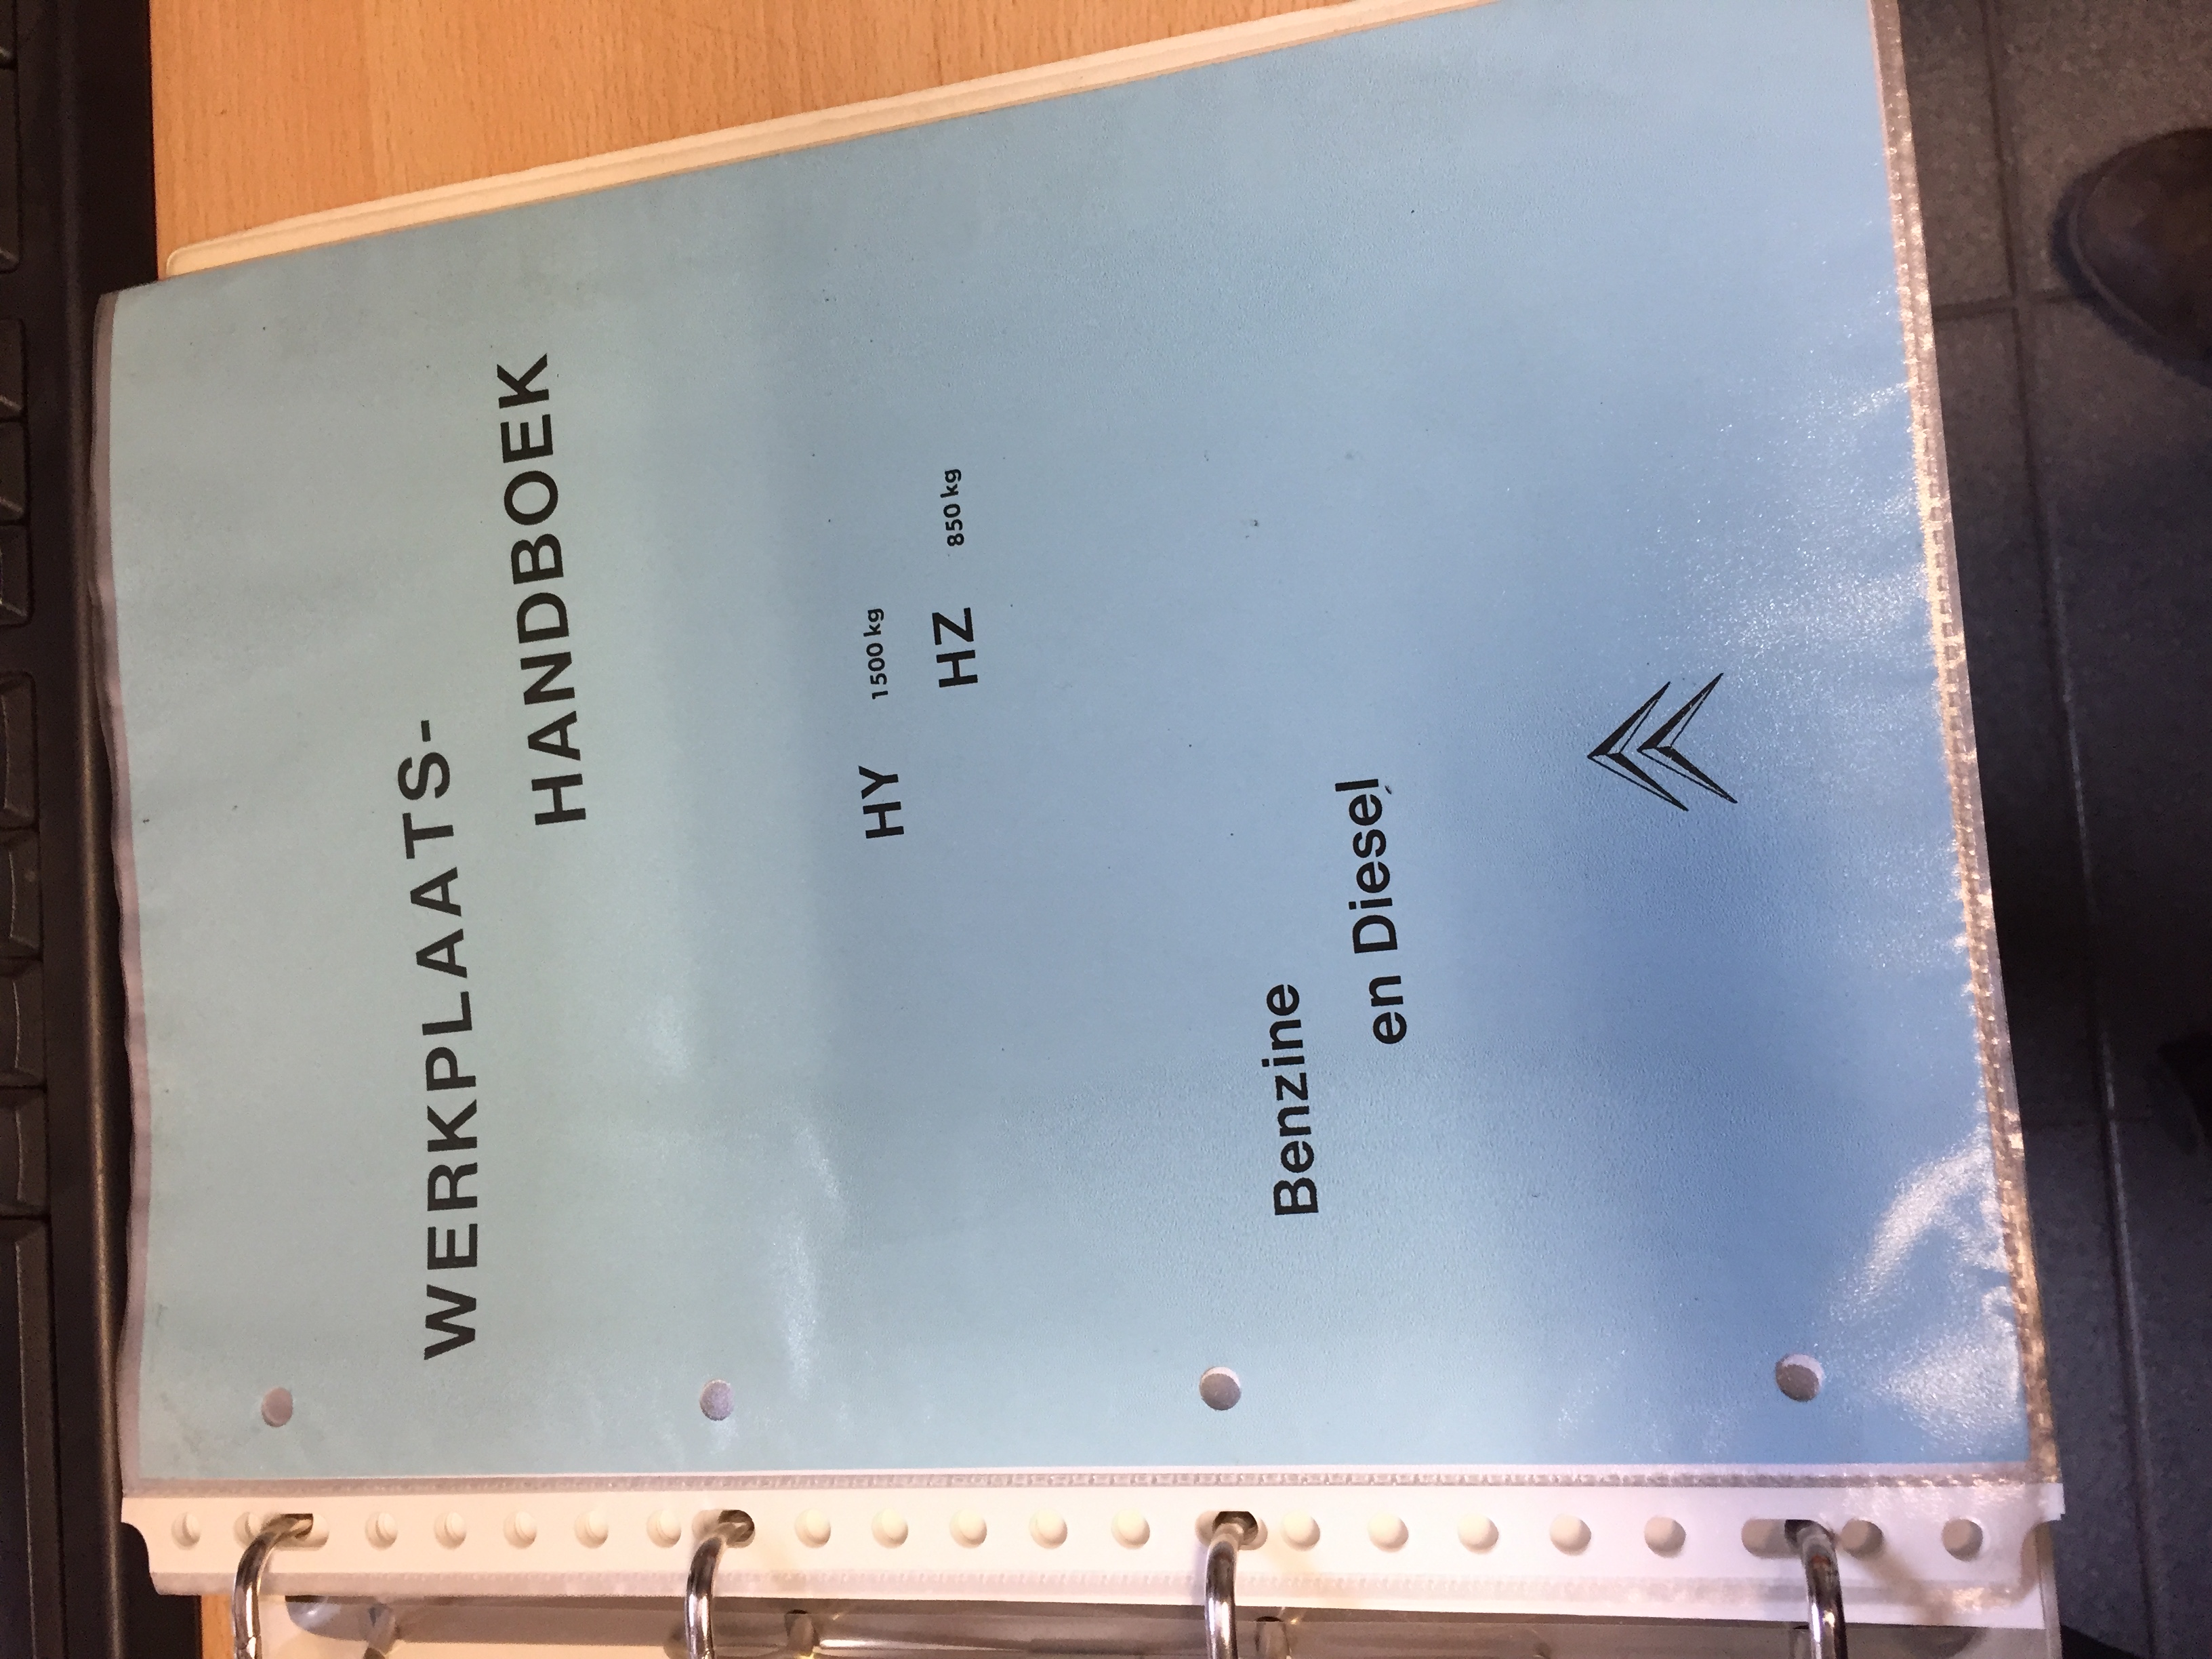 WERKPLAATS-
HANDBOEK
HY 1500 kg
HZ 850 kg
Benzine
en Diesel